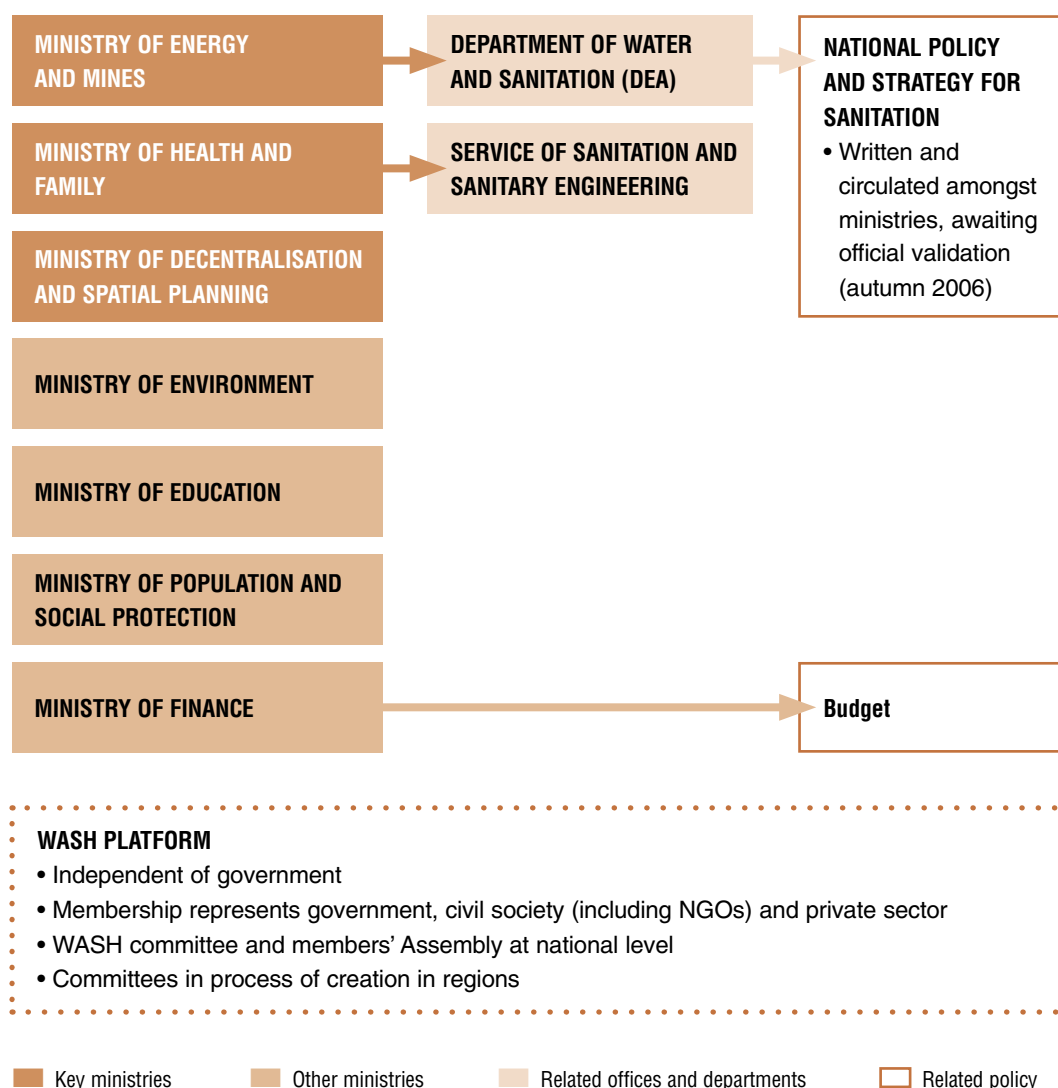 MINISTRY OF ENERGY
AND MINES
DEPARTMENT OF WATER
AND SANITATION (DEA)
NATIONAL POLICY
AND STRATEGY FOR
SANITATION
• Written and
circulated amongst
ministries, awaiting
official validation
(autumn 2006)
MINISTRY OF HEALTH AND
FAMILY
SERVICE OF SANITATION AND
SANITARY ENGINEERING
MINISTRY OF DECENTRALISATION
AND SPATIAL PLANNING
MINISTRY OF ENVIRONMENT
MINISTRY OF EDUCATION
MINISTRY OF POPULATION AND
SOCIAL PROTECTION
MINISTRY OF FINANCE
Budget
WASH PLATFORM
• Independent of government
• Membership represents government, civil society (including NGOs) and private sector
• WASH committee and members' Assembly at national level
• Committees in process of creation in regions
Key ministries
Other ministries
Related offices and departments
Related policy